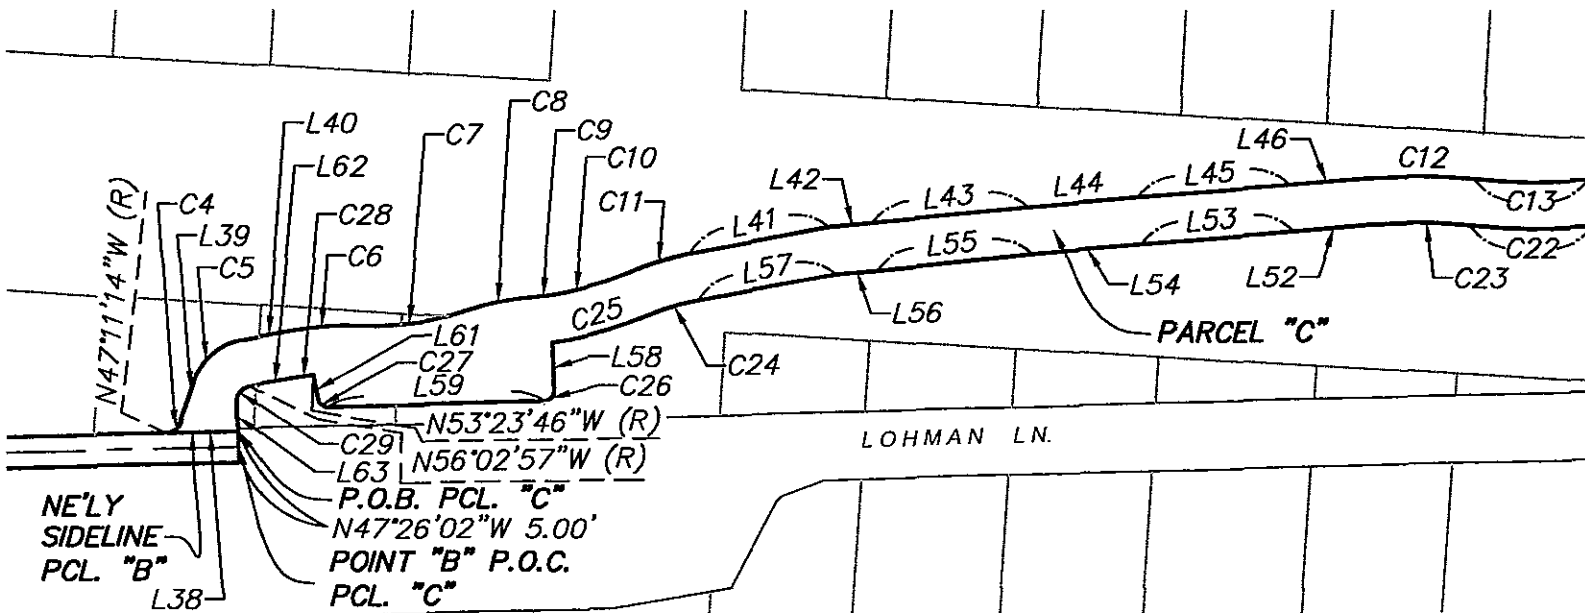 C8
L40
C7
C9
L46
C12
L62
C10
L45
L44
L43
L42
C13
N47°11'14"W (R)
C4
C28
C11
L41
L39
C6
L53
C22
C5
L55
L57
L52
C23
L54
C25
L56
L61
PARCEL "C"
C27
L58
C24
L59
C26
N53°23'46"W (R)
LOHMAN LN.
C29
N56°02'57"W (R)
L63
P.O.B. PCL. "C"
NE'LY
SIDELINE
PCL. "B"
N47°26'02"W 5.00'
POINT "B" P.O.C.
PCL. "C"
L38